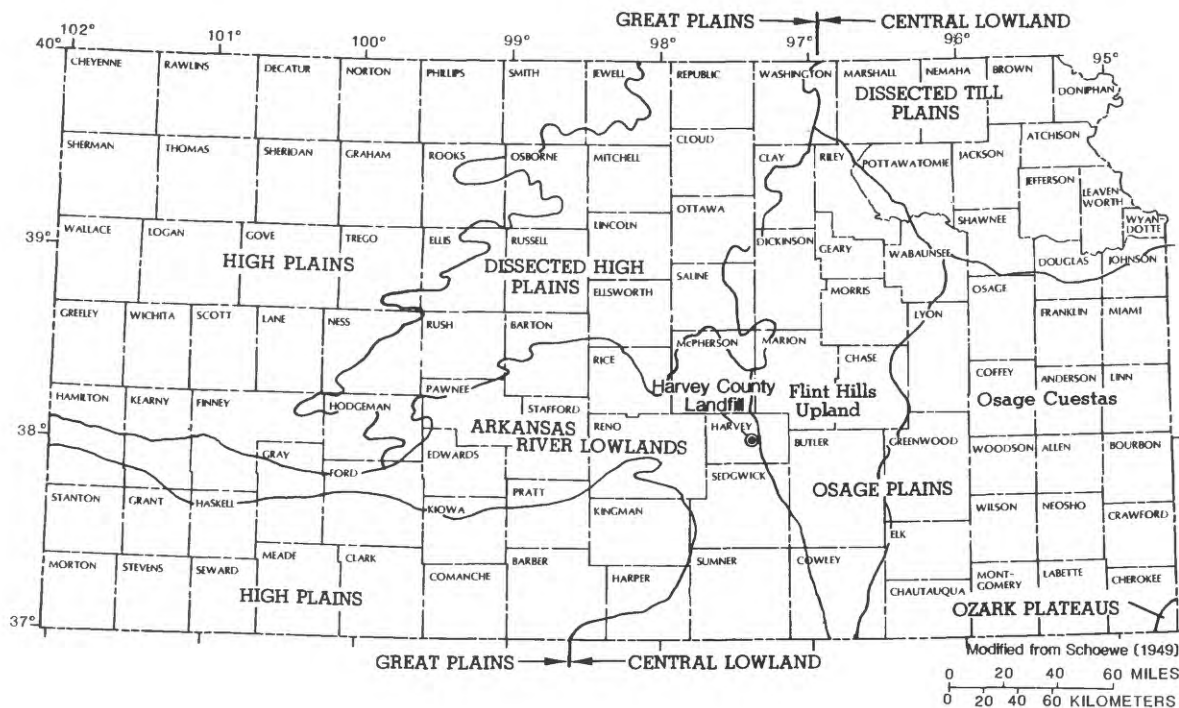 GREAT PLAINS CENTRAL LOWLAND
102° 101° 100° 99° 98° 97° 96° 95°
40°
CHEYENNE RAWLINS DECATUR NORTON PHILLIPS SMITH JEWELL REPUBLIC WASHINGTON MARSHALL NEMAHA BROWN
DONIPHAN
DISSECTED TILL
PLAINS
SHERMAN THOMAS SHERIDAN GRAHAM ROOKS OSBORNE MITCHELL CLOUD CLAY RILEY POTTAWATOMIE JACKSON ATCHISON
JEFFERSON
LEAVEN
WORTH
39°
WALLACE LOGAN GOVE TREGO ELLIS RUSSELL LINCOLN OTTAWA DICKINSON GEARY WABAUNSEE SHAWNEE DOUGLAS JOHNSON
WYAN-
DOTTE
HIGH PLAINS
DISSECTED HIGH
PLAINS
ELLSWORTH SALINE MORRIS LYON OSAGE FRANKLIN MIAMI
GREELEY WICHITA SCOTT LANE NESS RUSH BARTON RICE McPHERSON MARION CHASE COFFEY ANDERSON LINN
Harvey County
Landfill
Flint Hills
Upland
Osage Cuestas
38°
HAMILTON KEARNY FINNEY HODGEMAN PAWNEE STAFFORD RENO HARVEY BUTLER GREENWOOD WOODSON ALLEN BOURBON
ARKANSAS
RIVER LOWLANDS
GRAY FORD EDWARDS SEDGWICK
OSAGE PLAINS
STANTON GRANT HASKELL KIOWA PRATT KINGMAN ELK WILSON NEOSHO CRAWFORD
MORTON STEVENS SEWARD MEADE CLARK COMANCHE BARBER HARPER SUMNER COWLEY CHAUTAUQUA
MONT-
GOMERY
LABETTE CHEROKEE
HIGH PLAINS
OZARK PLATEAUS
37°
GREAT PLAINS CENTRAL LOWLAND
Modified from Schoewe (1949)
0 20 40 60 MILES
0 20 40 60 KILOMETERS